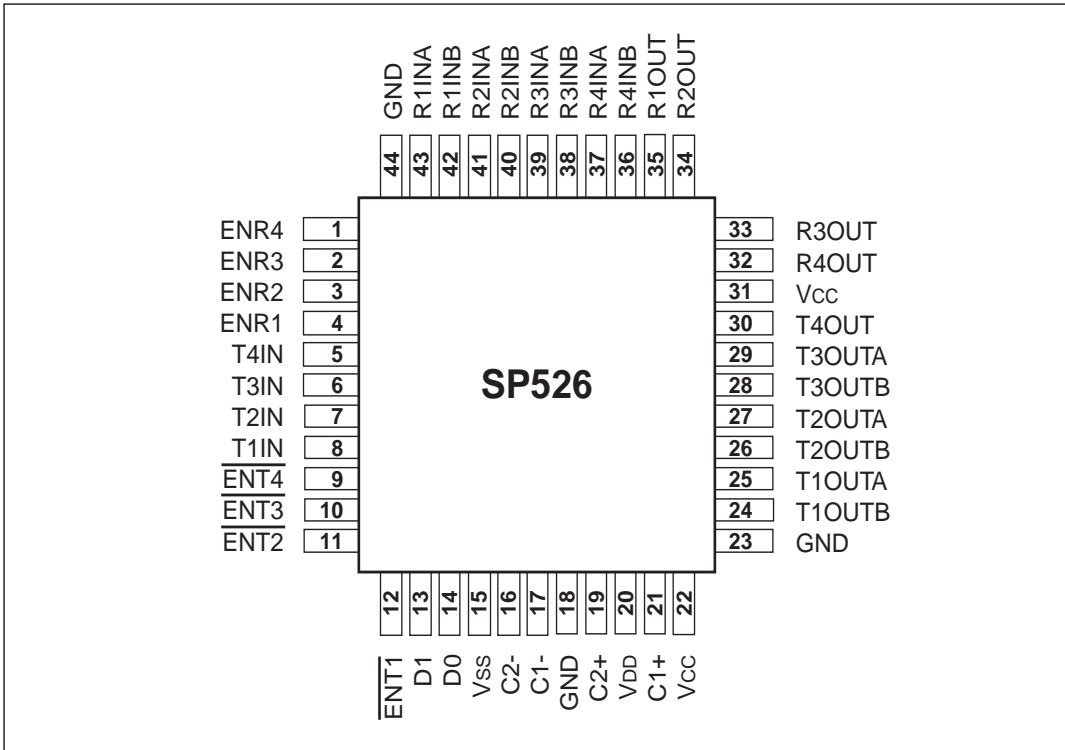 GND
R1INA
R1INB
R2INA
R2INB
R3INA
R3INB
R4INA
R4INB
R1OUT
R2OUT
44
43
42
41
40
39
38
37
36
35
34
ENR4 1
ENR3 2
ENR2 3
ENR1 4
T4IN 5
T3IN 6
T2IN 7
T1IN 8
ENT4 9
ENT3 10
ENT2 11
SP526
33 R3OUT
32 R4OUT
31 VCC
30 T4OUT
29 T3OUTA
28 T3OUTB
27 T2OUTA
26 T2OUTB
25 T1OUTA
24 T1OUTB
23 GND
12
13
14
15
16
17
18
19
20
21
22
ENT1
D1
D0
VSS
C2-
C1-
GND
C2+
VDD
C1+
VCC